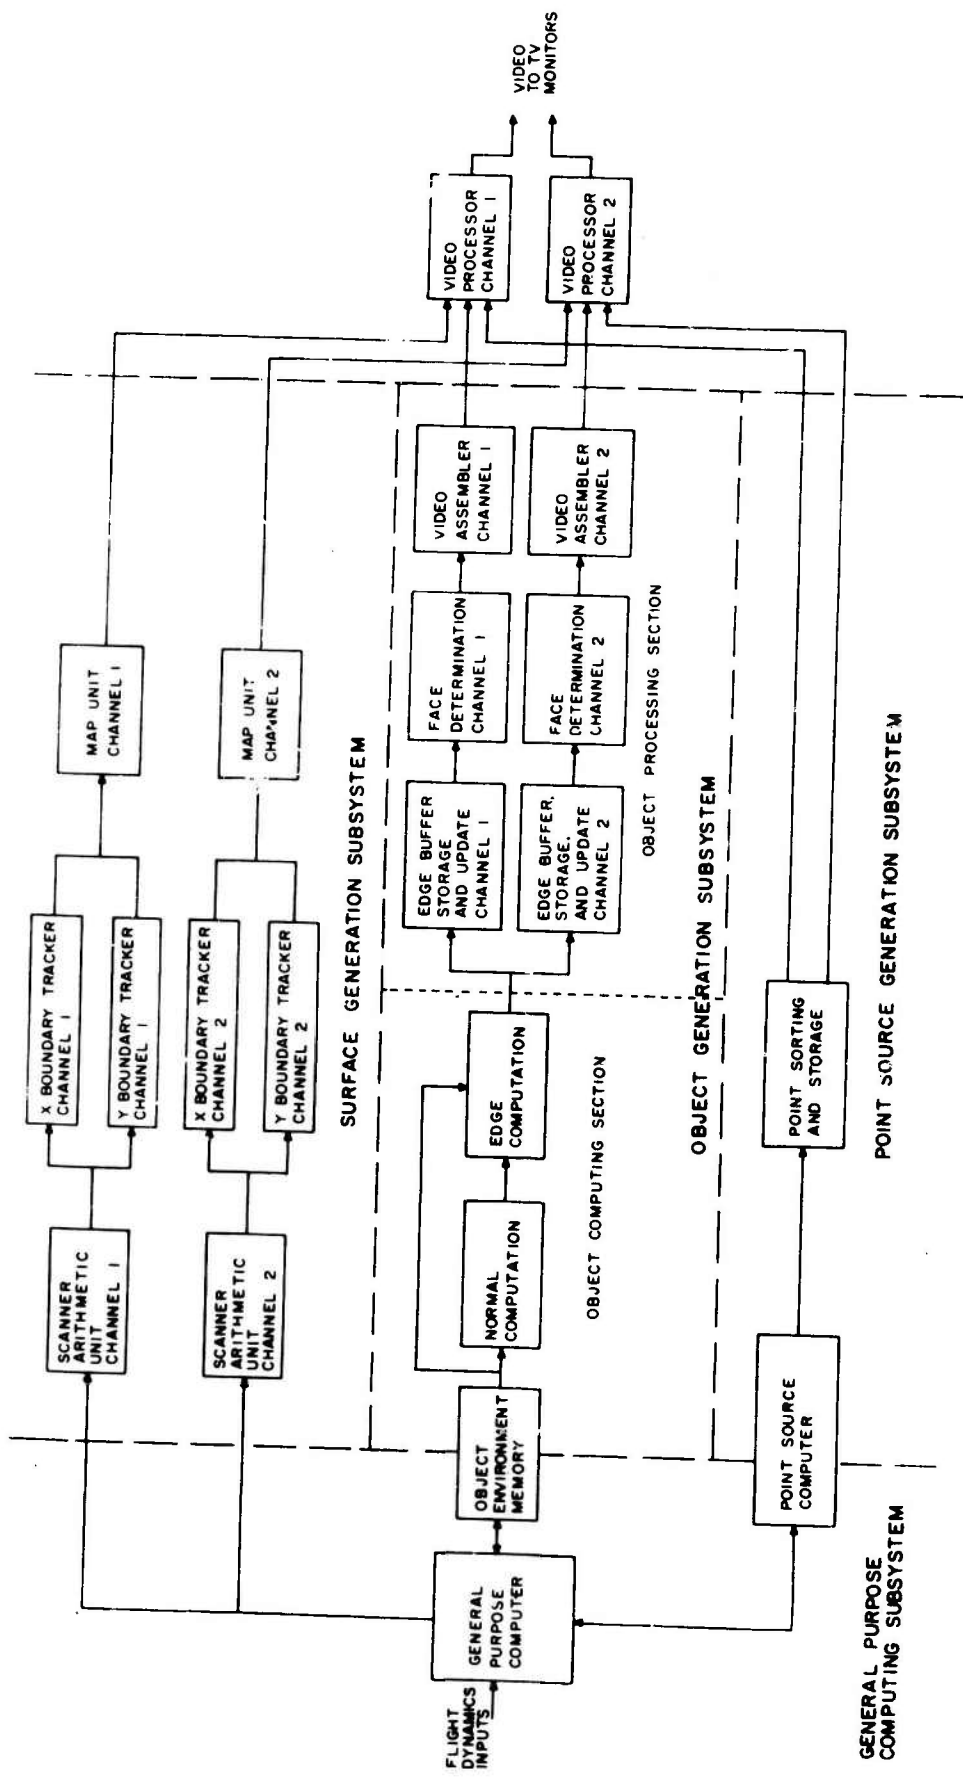 FLIGHT
DYNAMICS
INPUTS
GENERAL
PURPOSE
COMPUTER
GENERAL PURPOSE
COMPUTING SUBSYSTEM
SCANNER
ARITHMETIC
UNIT
CHANNEL 1
SCANNER
ARITHMETIC
UNIT
CHANNEL 2
X BOUNDARY TRACKER
CHANNEL 1
Y BOUNDARY TRACKER
CHANNEL 1
X BOUNDARY TRACKER
CHANNEL 2
Y BOUNDARY TRACKER
CHANNEL 2
MAP UNIT
CHANNEL 1
MAP UNIT
CHANNEL 2
SURFACE GENERATION SUBSYSTEM
OBJECT
ENVIRONMENT
MEMORY
NORMAL
COMPUTATION
EDGE
COMPUTATION
OBJECT COMPUTING SECTION
EDGE BUFFER
STORAGE
AND UPDATE
CHANNEL 1
EDGE BUFFER,
STORAGE,
AND UPDATE
CHANNEL 2
FACE
DETERMINATION
CHANNEL 1
FACE
DETERMINATION
CHANNEL 2
VIDEO
ASSEMBLER
CHANNEL 1
VIDEO
ASSEMBLER
CHANNEL 2
OBJECT PROCESSING SECTION
OBJECT GENERATION SUBSYSTEM
POINT SOURCE
COMPUTER
POINT SORTING
AND STORAGE
POINT SOURCE GENERATION SUBSYSTEM
VIDEO
PROCESSOR
CHANNEL 1
VIDEO
PROCESSOR
CHANNEL 2
VIDEO
TO TV
MONITORS